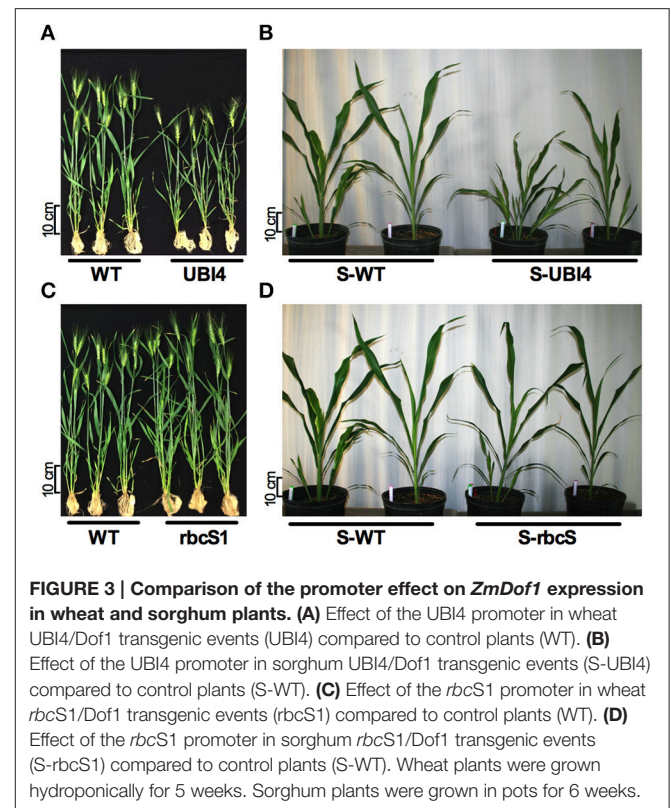 A
B
10 cm
10 cm
WT
UBI4
S-WT
S-UBI4
C
D
10 cm
10 cm
WT
rbcS1
S-WT
S-rbcS
FIGURE 3 | Comparison of the promoter effect on ZmDof1 expression
in wheat and sorghum plants. (A) Effect of the UBI4 promoter in wheat
UBI4/Dof1 transgenic events (UBI4) compared to control plants (WT). (B)
Effect of the UBI4 promoter in sorghum UBI4/Dof1 transgenic events (S-UBI4)
compared to control plants (S-WT). (C) Effect of the rbcS1 promoter in wheat
rbcS1/Dof1 transgenic events (rbcS1) compared to control plants (WT). (D)
Effect of the rbcS1 promoter in sorghum rbcS1/Dof1 transgenic events
(S-rbcS1) compared to control plants (S-WT). Wheat plants were grown
hydroponically for 5 weeks. Sorghum plants were grown in pots for 6 weeks.